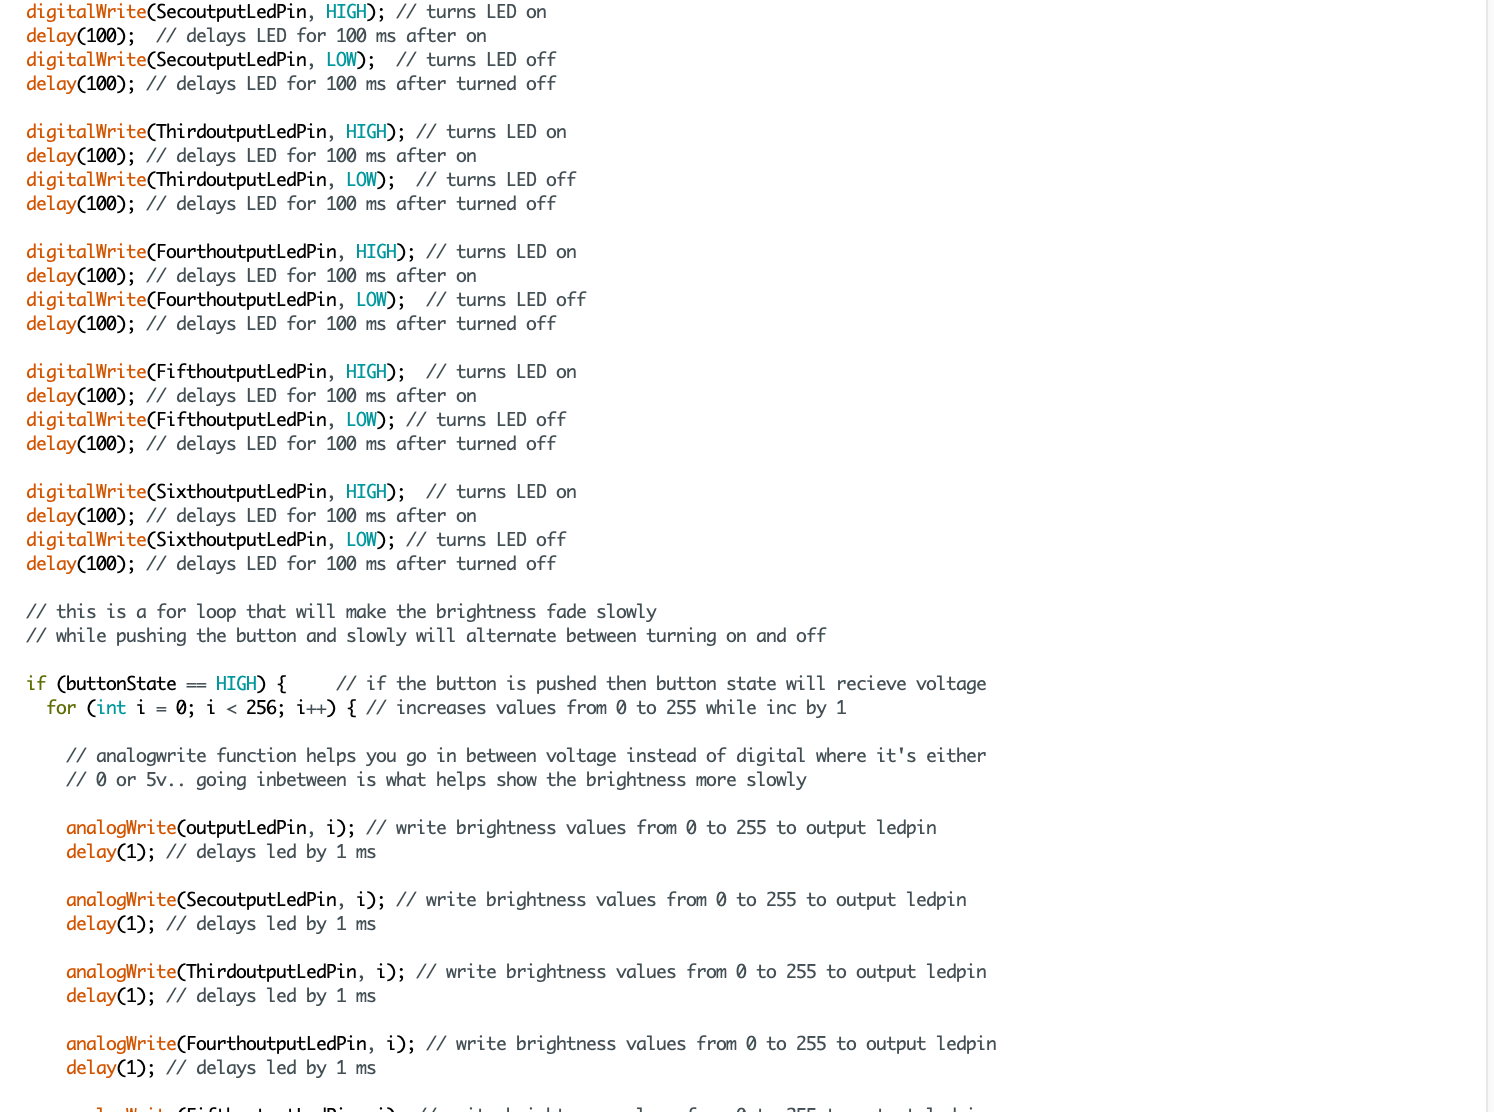 digitalWrite(SecoutputLedPin, HIGH); // turns LED on
delay(100);  // delays LED for 100 ms after on
digitalWrite(SecoutputLedPin, LOW);  // turns LED off
delay(100); // delays LED for 100 ms after turned off

digitalWrite(ThirdoutputLedPin, HIGH); // turns LED on
delay(100); // delays LED for 100 ms after on
digitalWrite(ThirdoutputLedPin, LOW);  // turns LED off
delay(100); // delays LED for 100 ms after turned off

digitalWrite(FourthoutputLedPin, HIGH); // turns LED on
delay(100); // delays LED for 100 ms after on
digitalWrite(FourthoutputLedPin, LOW);  // turns LED off
delay(100); // delays LED for 100 ms after turned off

digitalWrite(FifthoutputLedPin, HIGH);  // turns LED on
delay(100); // delays LED for 100 ms after on
digitalWrite(FifthoutputLedPin, LOW); // turns LED off
delay(100); // delays LED for 100 ms after turned off

digitalWrite(SixthoutputLedPin, HIGH);  // turns LED on
delay(100); // delays LED for 100 ms after on
digitalWrite(SixthoutputLedPin, LOW); // turns LED off
delay(100); // delays LED for 100 ms after turned off

// this is a for loop that will make the brightness fade slowly
// while pushing the button and slowly will alternate between turning on and off

if (buttonState == HIGH) {     // if the button is pushed then button state will recieve voltage
  for (int i = 0; i < 256; i++) { // increases values from 0 to 255 while inc by 1

    // analogwrite function helps you go in between voltage instead of digital where it's either
    // 0 or 5v.. going inbetween is what helps show the brightness more slowly

    analogWrite(outputLedPin, i); // write brightness values from 0 to 255 to output ledpin
    delay(1); // delays led by 1 ms

    analogWrite(SecoutputLedPin, i); // write brightness values from 0 to 255 to output ledpin
    delay(1); // delays led by 1 ms

    analogWrite(ThirdoutputLedPin, i); // write brightness values from 0 to 255 to output ledpin
    delay(1); // delays led by 1 ms

    analogWrite(FourthoutputLedPin, i); // write brightness values from 0 to 255 to output ledpin
    delay(1); // delays led by 1 ms